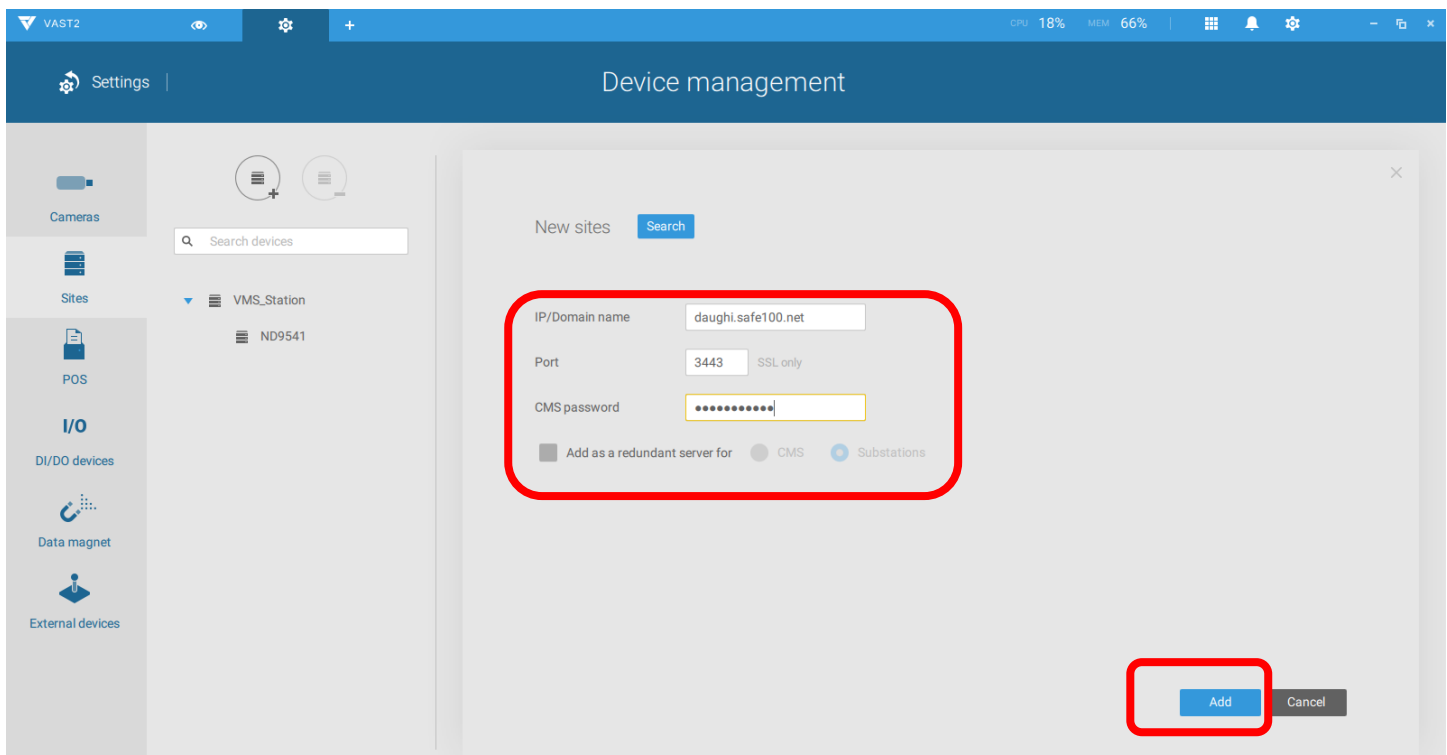 VAST2
CPU 18% MEM 66%
Settings
Device management
Cameras
Sites
POS
I/O
DI/DO devices
Data magnet
External devices
Search devices
VMS_Station
ND9541
New sites Search
IP/Domain name daughi.safe100.net
Port 3443 SSL only
CMS password •••••••••••
Add as a redundant server for CMS Substations
Add Cancel